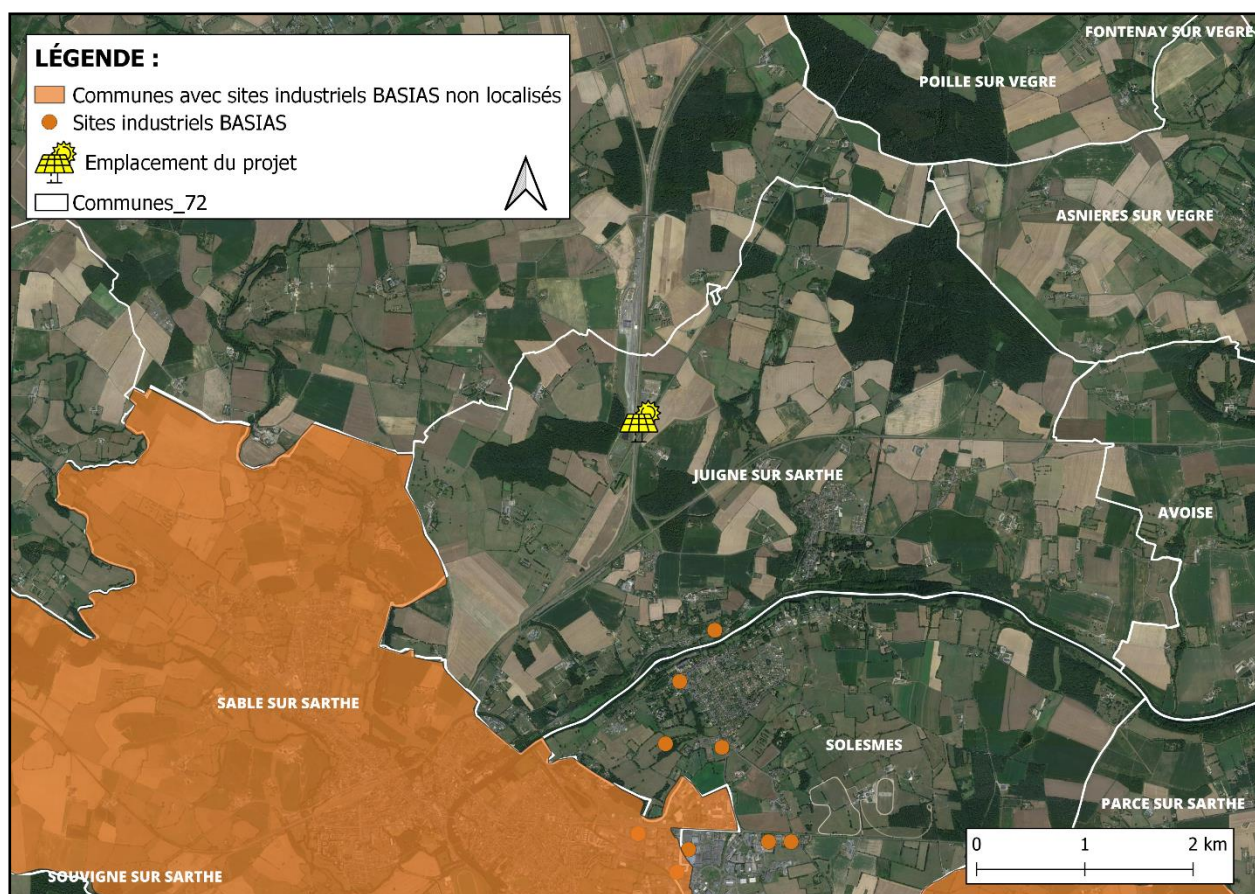 LÉGENDE :
Communes avec sites industriels BASIAS non localisés
Sites industriels BASIAS
Emplacement du projet
Communes_72
FONTENAY SUR VEGRE
POILLE SUR VEGRE
ASNIERES SUR VEGRE
JUIGNE SUR SARTHE
AVOISE
SABLE SUR SARTHE
SOLESMES
PARCE SUR SARTHE
0 1 2 km
SOUVIGNE SUR SARTHE